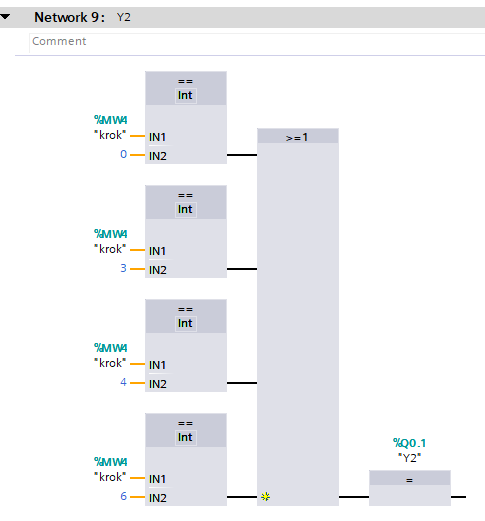 Network 9: Y2
Comment
==
Int
%MW4
"krok"
IN1
0
IN2
>=1
==
Int
%MW4
"krok"
IN1
3
IN2
==
Int
%MW4
"krok"
IN1
4
IN2
==
Int
%MW4
"krok"
IN1
6
IN2
%Q0.1
"Y2"
=